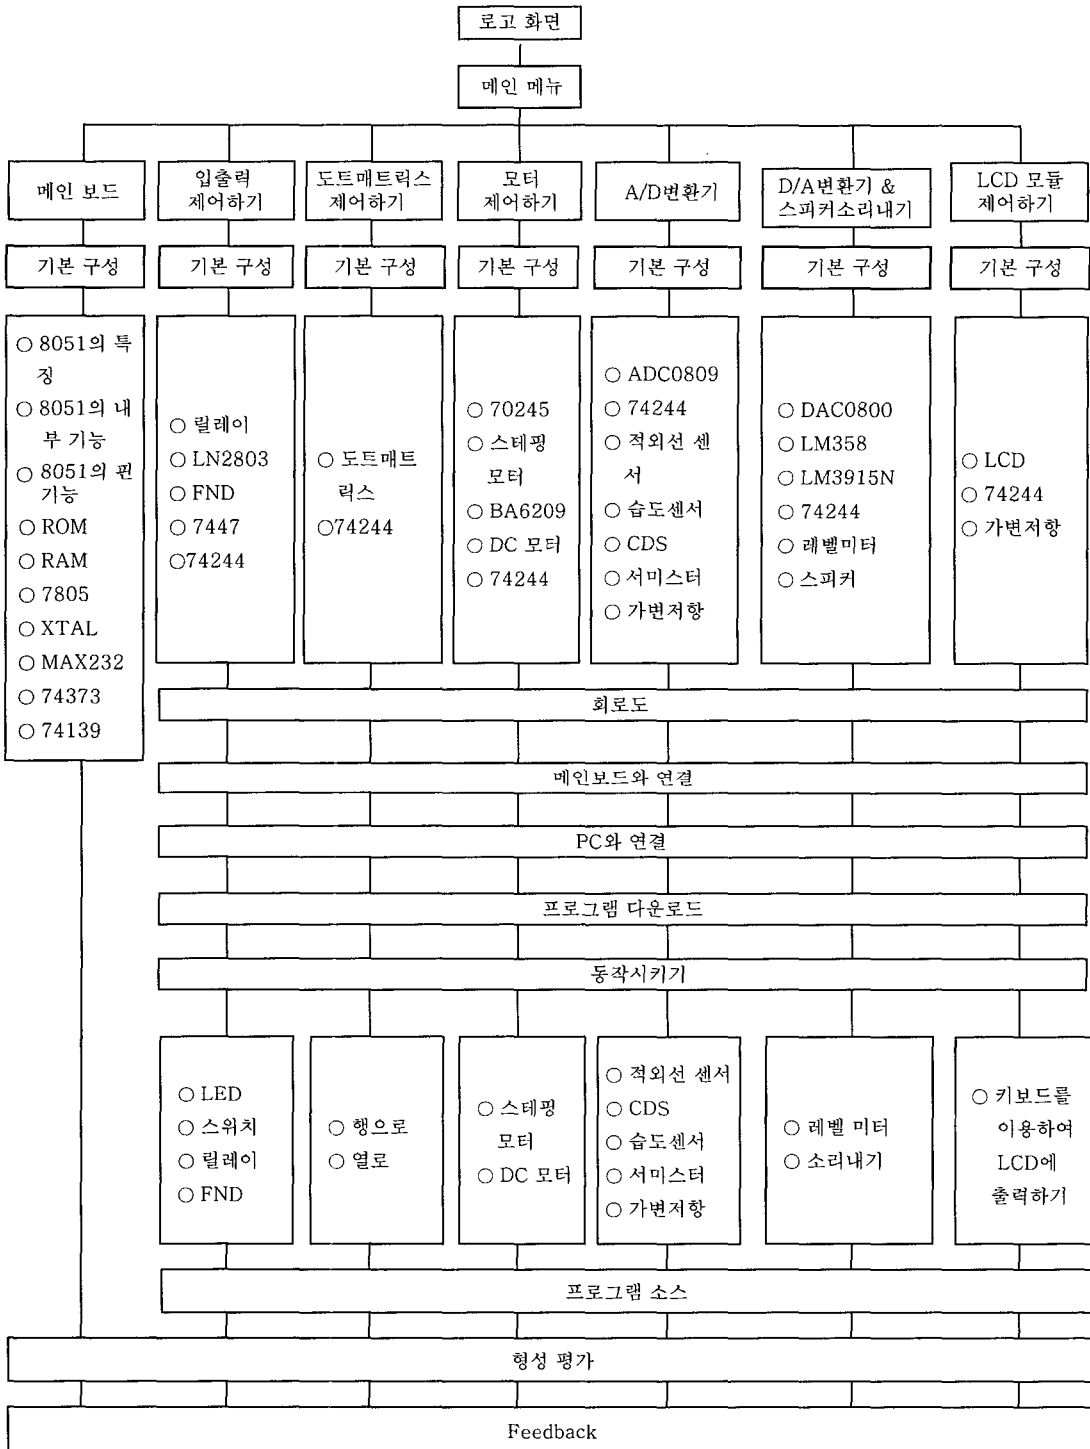 로고 화면
메인 메뉴
메인 보드
입출력
제어하기
도트매트릭스
제어하기
모터
제어하기
A/D변환기
D/A변환기 &
스피커소리내기
LCD 모듈
제어하기
기본 구성
기본 구성
기본 구성
기본 구성
기본 구성
기본 구성
기본 구성
○ 8051의 특
징
○ 8051의 내
부 기능
○ 8051의 핀
기능
○ ROM
○ RAM
○ 7805
○ XTAL
○ MAX232
○ 74373
○ 74139
○ 릴레이
○ LN2803
○ FND
○ 7447
○74244
○ 도트매트
릭스
○74244
○ 70245
○ 스테핑
모터
○ BA6209
○ DC 모터
○ 74244
○ ADC0809
○ 74244
○ 적외선 센
서
○ 습도센서
○ CDS
○ 서미스터
○ 가변저항
○ DAC0800
○ LM358
○ LM3915N
○ 74244
○ 레벨미터
○ 스피커
○ LCD
○ 74244
○ 가변저항
회로도
메인보드와 연결
PC와 연결
프로그램 다운로드
동작시키기
○ LED
○ 스위치
○ 릴레이
○ FND
○ 행으로
○ 열로
○ 스테핑
모터
○ DC 모터
○ 적외선 센서
○ CDS
○ 습도센서
○ 서미스터
○ 가변저항
○ 레벨 미터
○ 소리내기
○ 키보드를
이용하여
LCD에
출력하기
프로그램 소스
형성 평가
Feedback